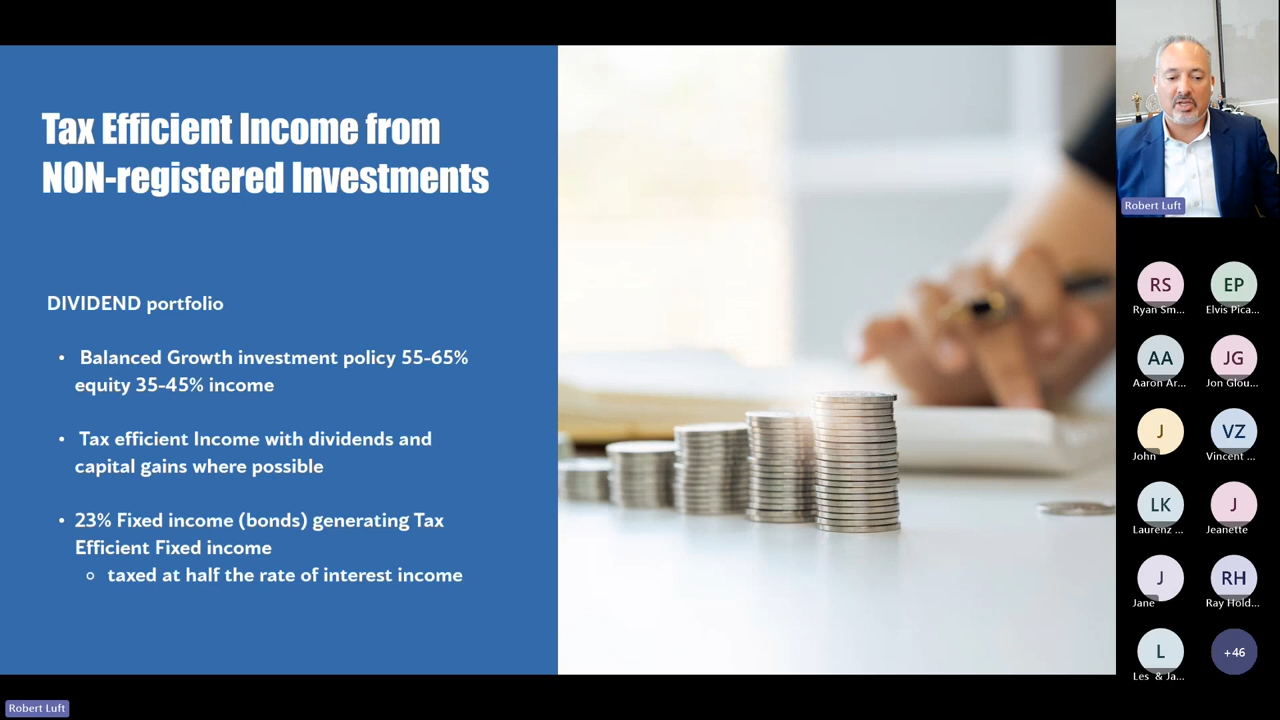 Tax Efficient Income from
NON-registered Investments
DIVIDEND portfolio
• Balanced Growth investment policy 55-65%
equity 35-45% income
• Tax efficient Income with dividends and
capital gains where possible
• 23% Fixed income (bonds) generating Tax
Efficient Fixed income
○ taxed at half the rate of interest income
Robert Luft
RS
Ryan Sm...
EP
Elvis Pica...
AA
Aaron Ar...
JG
Jon Glou...
J
John
VZ
Vincent ...
LK
Laurenz ...
J
Jeanette
J
Jane
RH
Ray Hold...
L
Les & Ja...
+46
Robert Luft